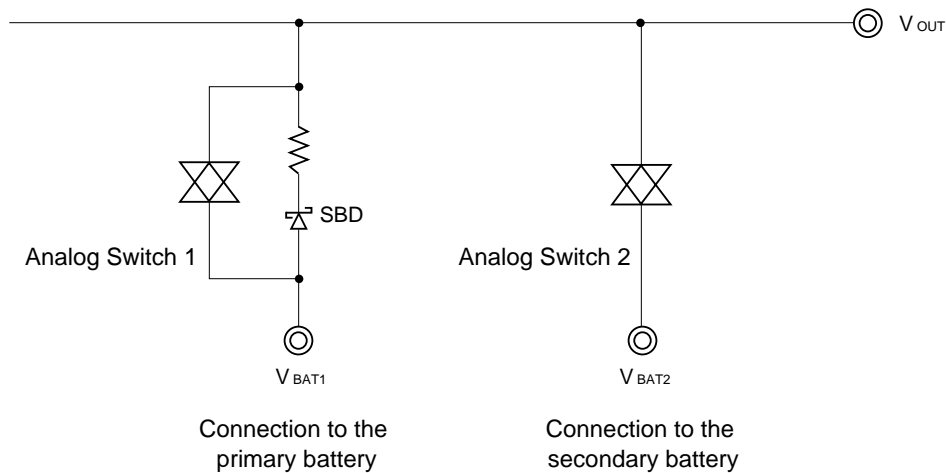 V OUT
SBD
Analog Switch 1
Analog Switch 2
V BAT1
V BAT2
Connection to the
primary battery
Connection to the
secondary battery